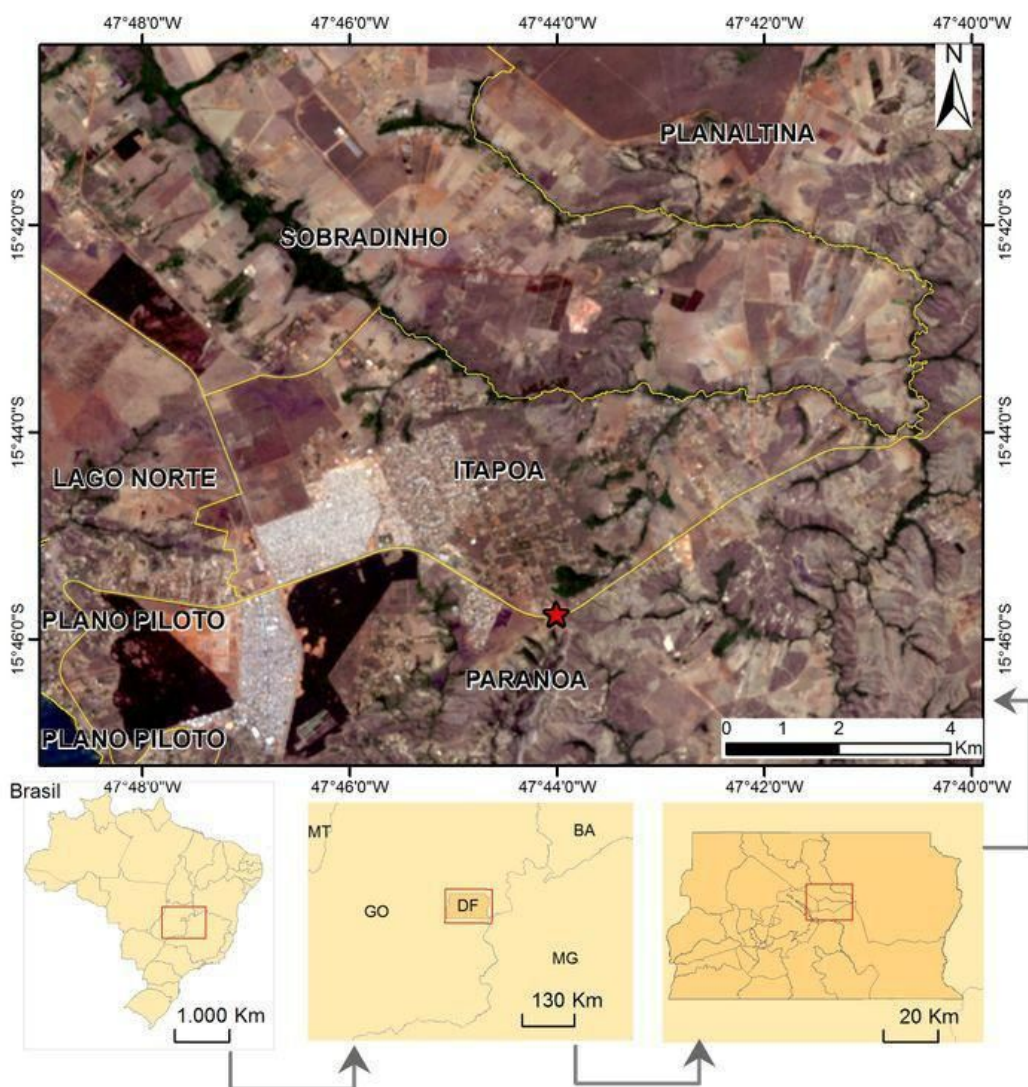 47°48'0"W 47°46'0"W 47°44'0"W 47°42'0"W 47°40'0"W
N
PLANALTINA
15°42'0"S 15°42'0"S
SOBRADINHO
15°44'0"S 15°44'0"S
ITAPOA
LAGO NORTE
PLANO PILOTO
15°46'0"S 15°46'0"S
PARANOA
PLANO PILOTO
0 1 2 4
Km
47°48'0"W 47°46'0"W 47°44'0"W 47°42'0"W 47°40'0"W
Brasil
1.000 Km
MT
BA
GO
DF
MG
130 Km
20 Km